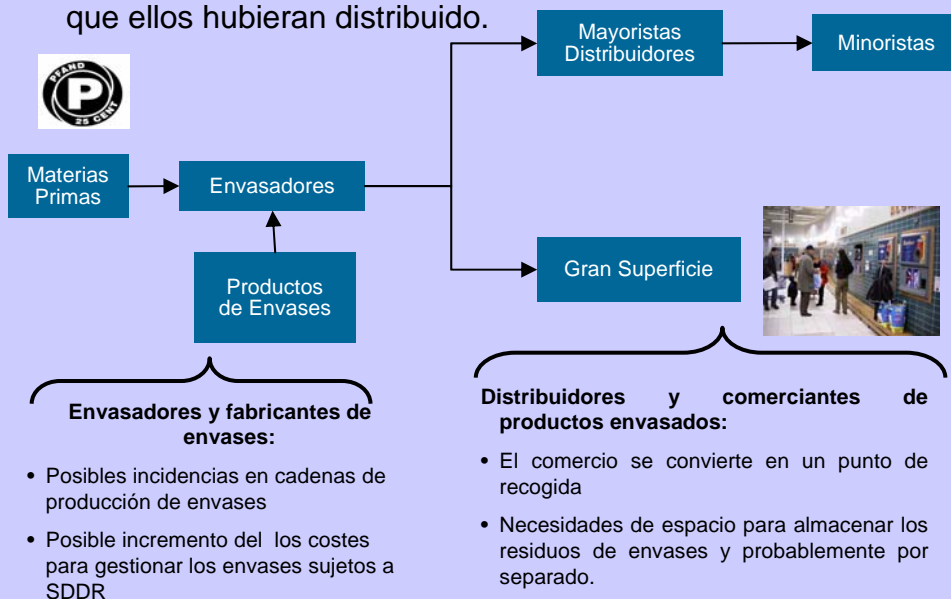 que ellos hubieran distribuido.
Mayoristas
Distribuidores
Minoristas
PFAND
P
25 CENT
Materias
Primas
Envasadores
Productos
de Envases
Gran Superficie
Envasadores y fabricantes de
envases:
• Posibles incidencias en cadenas de
producción de envases
• Posible incremento del los costes
para gestionar los envases sujetos a
SDDR
Distribuidores y comerciantes de
productos envasados:
• El comercio se convierte en un punto de
recogida
• Necesidades de espacio para almacenar los
residuos de envases y probablemente por
separado.